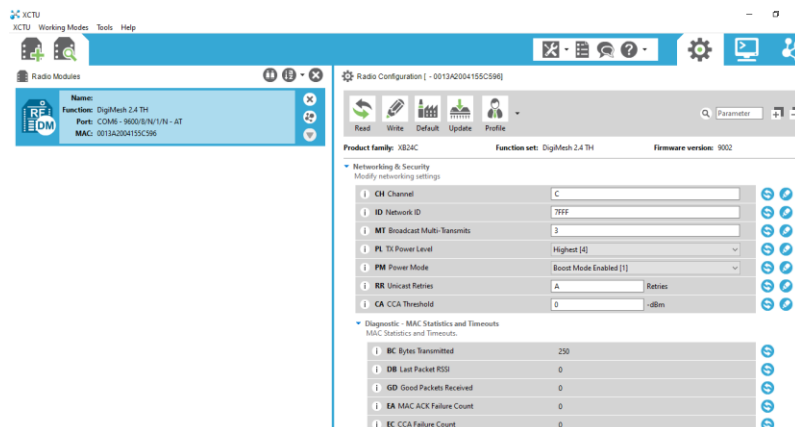 XCTU
XCTU Working Modes Tools Help
Radio Modules
Name:
Function: DigiMesh 2.4 TH
Port: COM6 - 9600/8/N/1/N - AT
MAC: 0013A2004155C596
RE
DM
Radio Configuration [ - 0013A2004155C596]
Read Write Default Update Profile
Parameter
Product family: XB24C Function set: DigiMesh 2.4 TH Firmware version: 9002
Networking & Security
Modify networking settings
i CH Channel C
i ID Network ID 7FFF
i MT Broadcast Multi-Transmits 3
i PL TX Power Level Highest [4]
i PM Power Mode Boost Mode Enabled [1]
i RR Unicast Retries A Retries
i CA CCA Threshold 0 -dBm
Diagnostic - MAC Statistics and Timeouts
MAC Statistics and Timeouts.
i BC Bytes Transmitted 250
i DB Last Packet RSSI 0
i GD Good Packets Received 0
i EA MAC ACK Failure Count 0
i EC CCA Failure Count 0